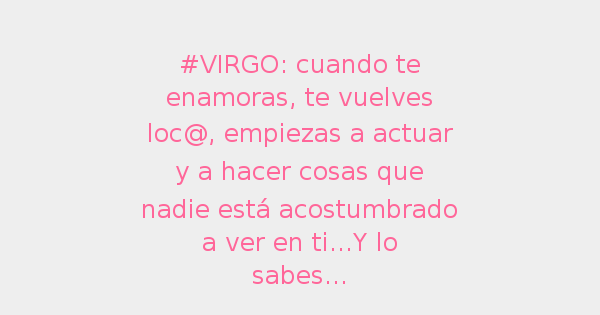 #VIRGO: cuando te
enamoras, te vuelves
loc@, empiezas a actuar
y a hacer cosas que
nadie está acostumbrado
a ver en ti...Y lo
sabes...